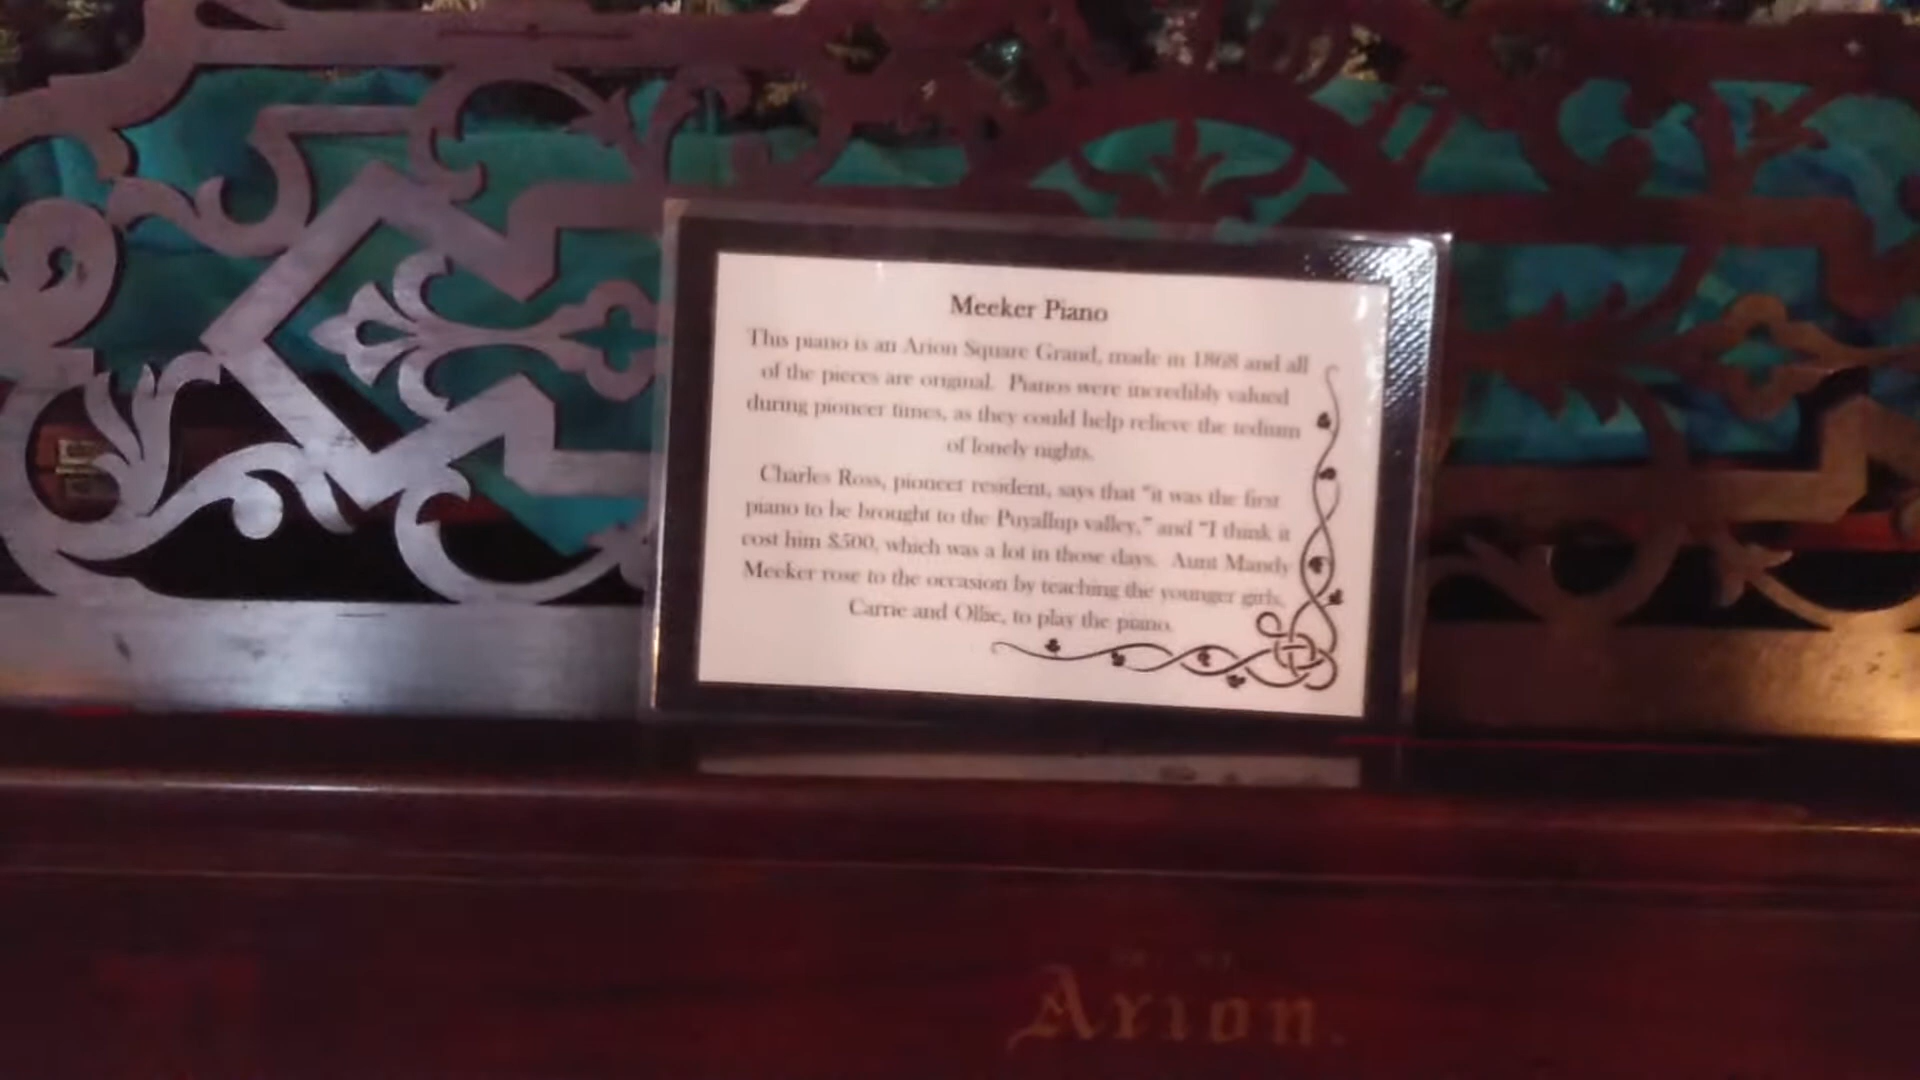 Meeker Piano
This piano is an Arion Square Grand, made in 1868 and all
of the pieces are original. Pianos were incredibly valued
during pioneer times, as they could help relieve the tedium
of lonely nights.
Charles Ross, pioneer resident, says that "it was the first
piano to be brought to the Puyallup valley," and "I think it
cost him $500, which was a lot in those days. Aunt Mandy
Meeker rose to the occasion by teaching the younger girls,
Carrie and Ollie, to play the piano.
Arion.